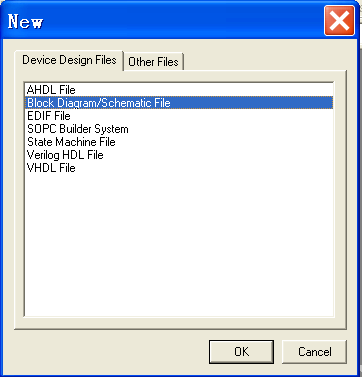 New
Device Design Files
Other Files
AHDL File
Block Diagram/Schematic File
EDIF File
SOPC Builder System
State Machine File
Verilog HDL File
VHDL File
OK
Cancel